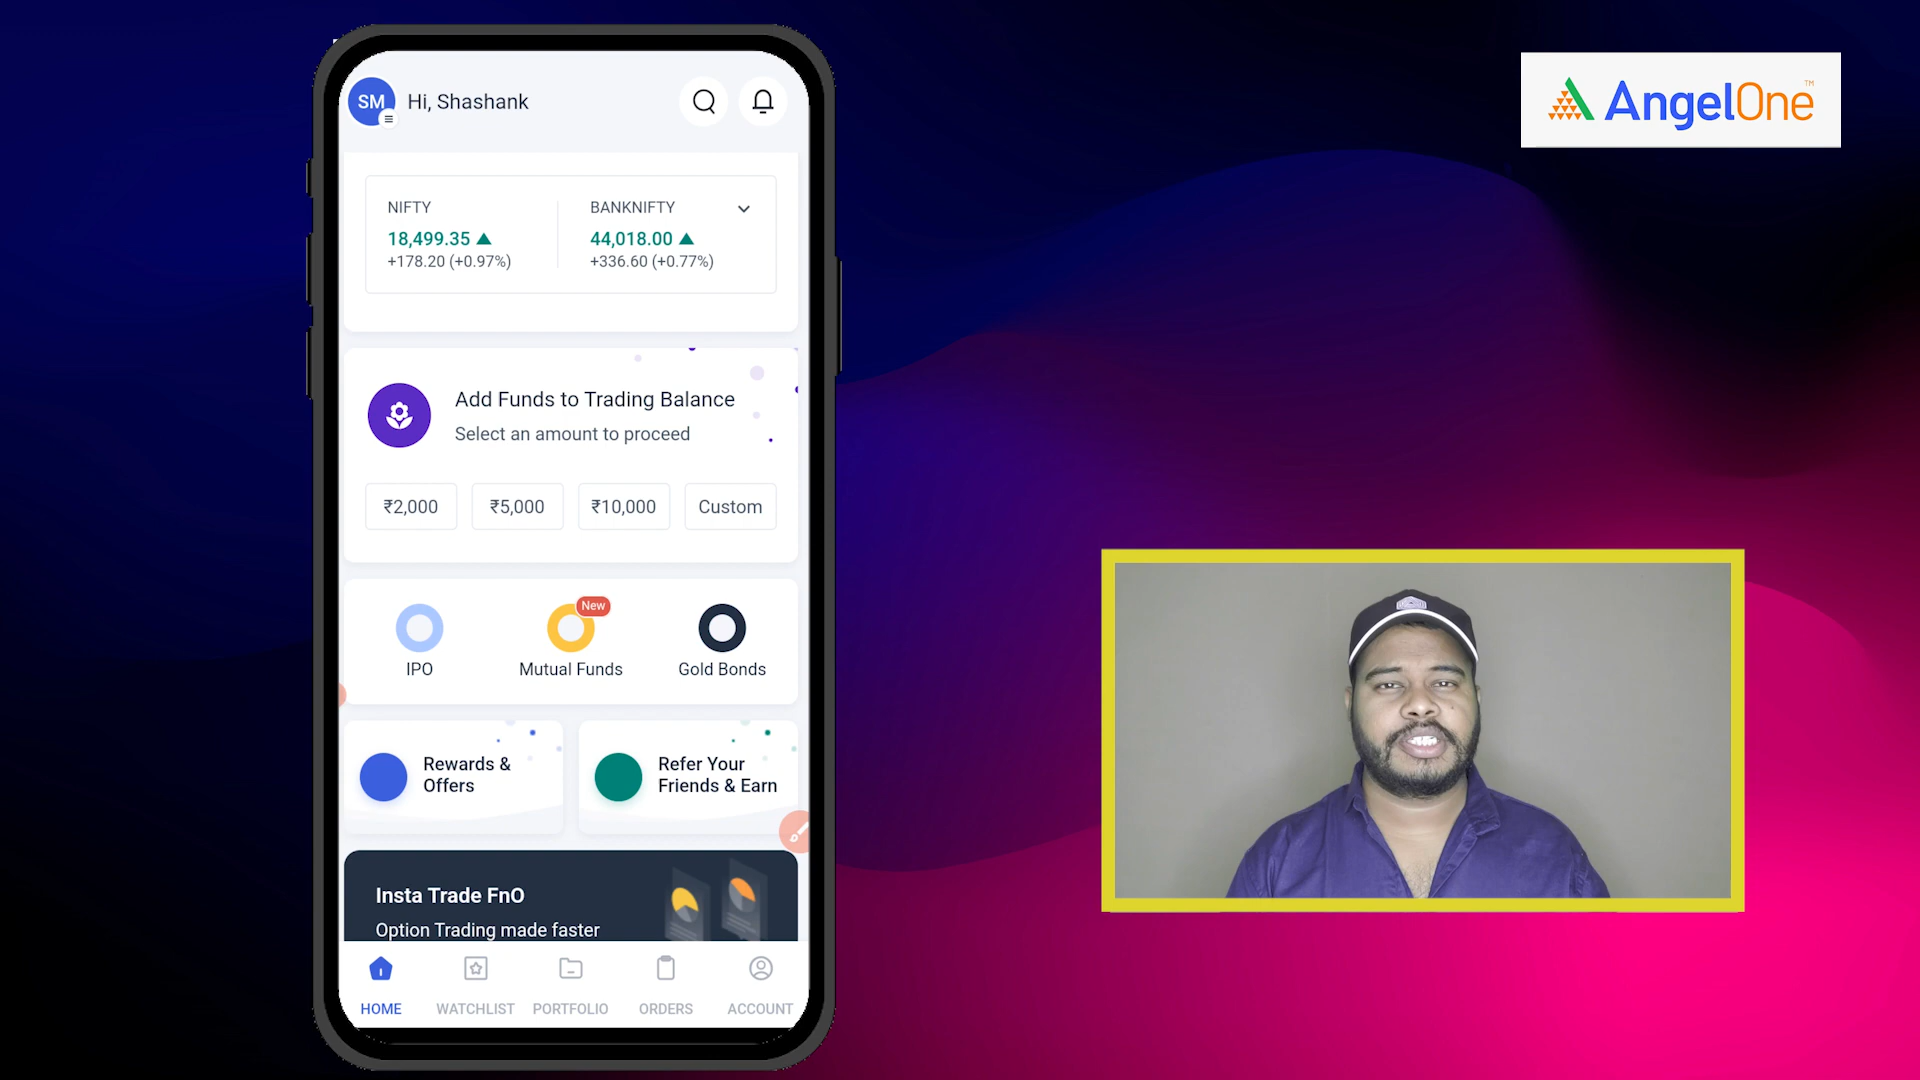 SM
Hi, Shashank
AngelOne™
NIFTY
18,499.35
+178.20 (+0.97%)
BANKNIFTY
44,018.00
+336.60 (+0.77%)
Add Funds to Trading Balance
Select an amount to proceed
₹2,000
₹5,000
₹10,000
Custom
New
IPO
Mutual Funds
Gold Bonds
Rewards &
Offers
Refer Your
Friends & Earn
Insta Trade FnO
Option Trading made faster
HOME
WATCHLIST
PORTFOLIO
ORDERS
ACCOUNT